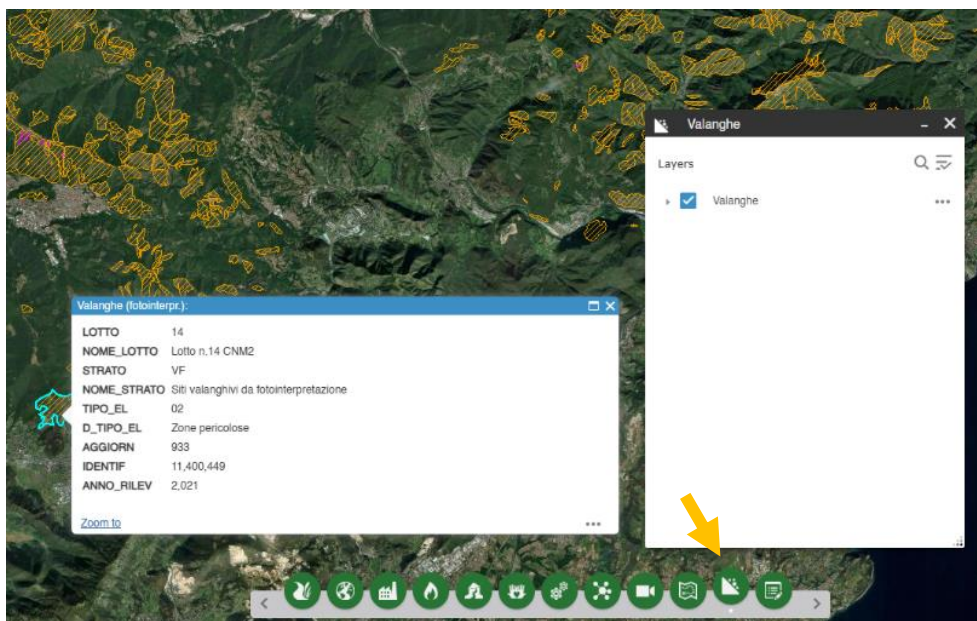 Valanghe
Layers
Valanghe
Valanghe (fotointerpr.):
LOTTO 14
NOME_LOTTO Lotto n.14 CNM2
STRATO VF
NOME_STRATO Siti valanghivi da fotointerpretazione
TIPO_EL 02
D_TIPO_EL Zone pericolose
AGGIORN 933
IDENTIF 11,400,449
ANNO_RILEV 2,021
Zoom to